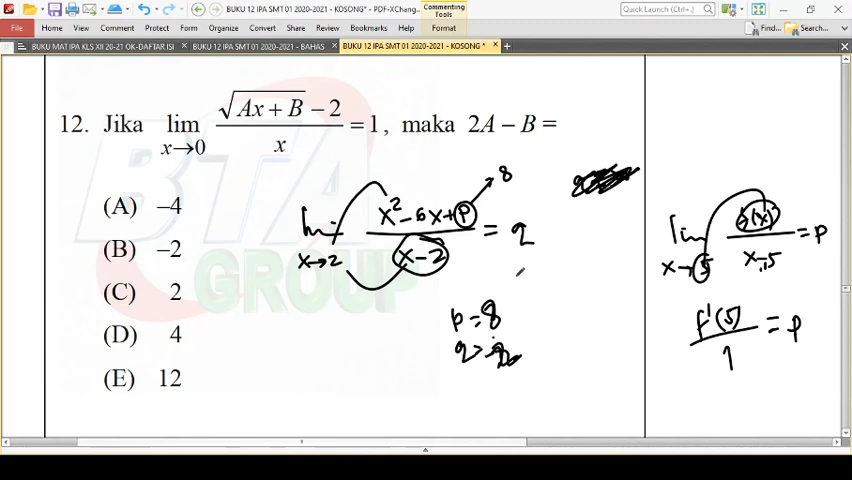 BUKU 12 IPA SMT 01 2020-2021 - KOSONG* - PDF-XChange
Commenting Tools
Quick Launch (Ctrl+.)
File Home Convert Share Browser Bookmarks Help Format
View Comment Protect Form Organize
Find... Search...
BUKU MAT IPA KLS XII 20-21 OK-DAFTAR ISI
BUKU 12 IPA SMT 01 2020-2021 - BAHAS
BUKU 12 IPA SMT 01 2020-2021 - KOSONG *
12. Jika lim x→0 (√(Ax + B) − 2)/x = 1, maka 2A − B =
(A) −4
(B) −2
(C) 2
(D) 4
(E) 12
BTA
GROUP
8
lim x→2 (x² − 6x + p)/(x − 2) = q
p = 8
lim x→5 (x)/(x − 5) = p
f'(5)/1 = p